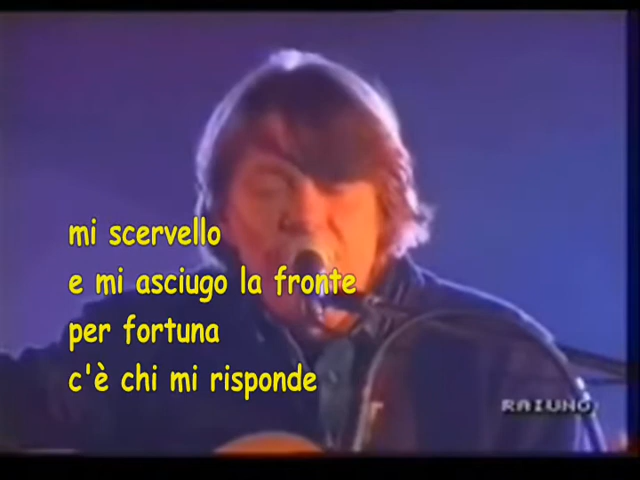 mi scervello
e mi asciugo la fronte
per fortuna
c'è chi mi risponde
RAIUNO